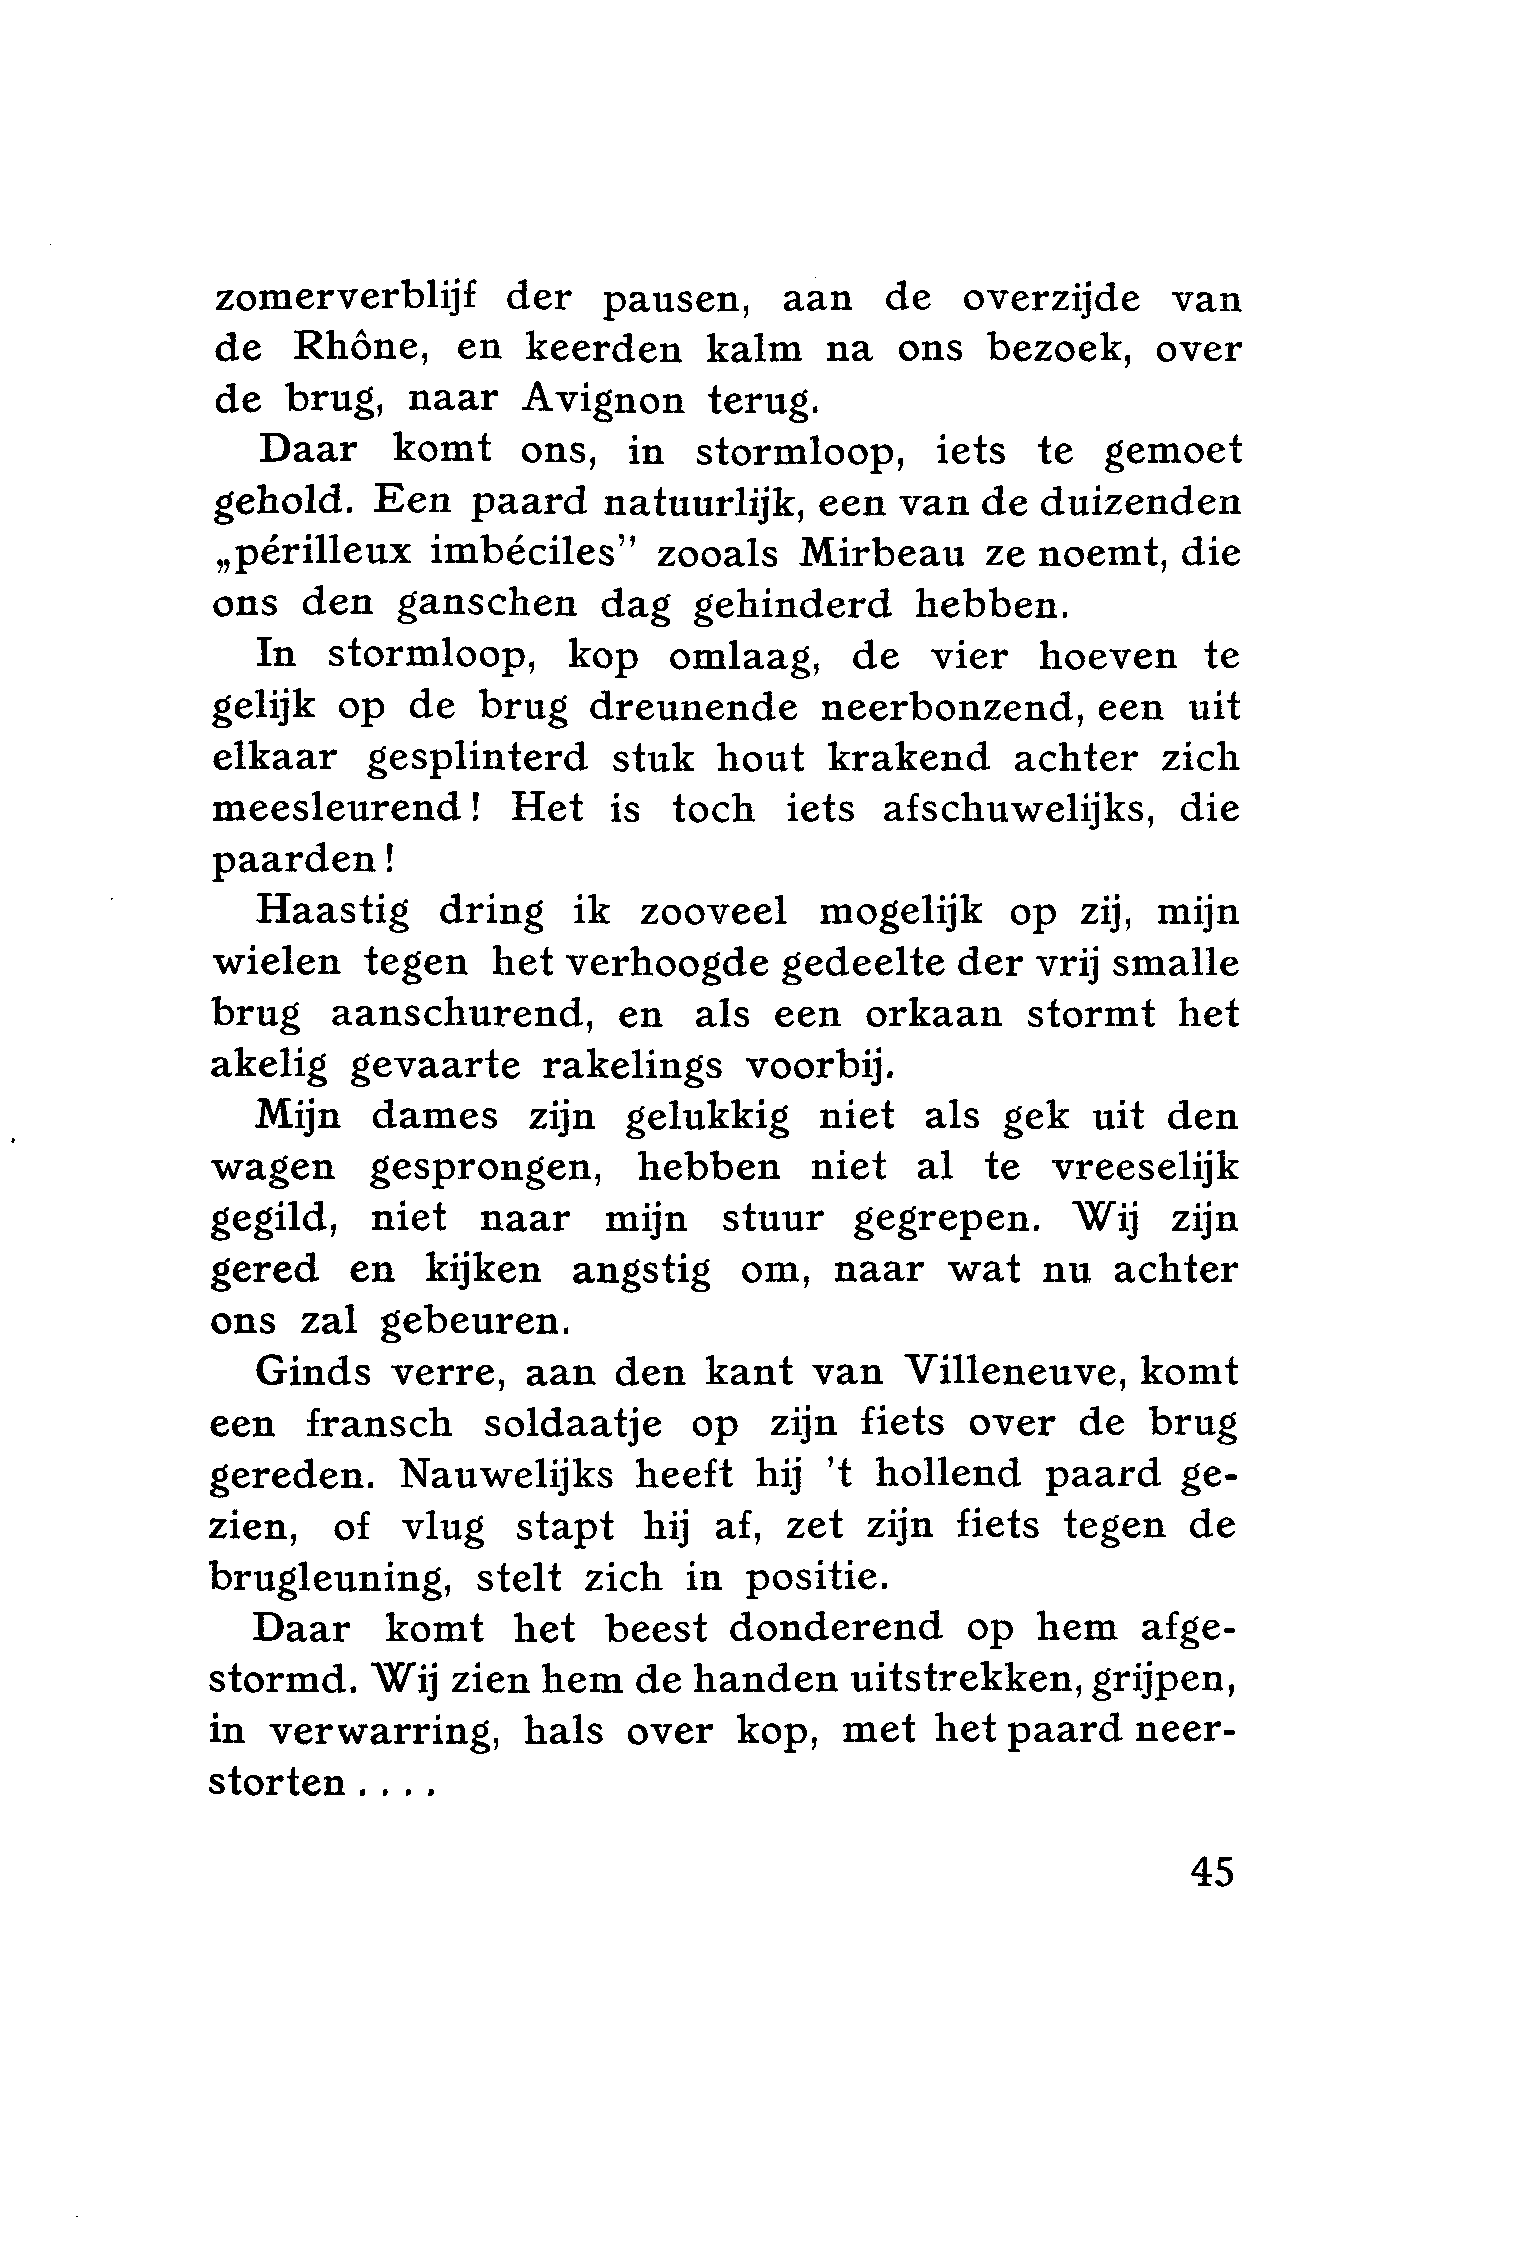 zomerverblijf der pausen, aan de overzijde van
de Rhône, en keerden kalm na ons bezoek, over
de brug, naar Avignon terug.
Daar komt ons, in stormloop, iets te gemoet
gehold. Een paard natuurlijk, een van de duizenden
„périlleux imbéciles” zooals Mirbeau ze noemt, die
ons den ganschen dag gehinderd hebben.
In stormloop, kop omlaag, de vier hoeven te
gelijk op de brug dreunende neerbonzend, een uit
elkaar gesplinterd stuk hout krakend achter zich
meesleurend! Het is toch iets afschuwelijks, die
paarden!
Haastig dring ik zooveel mogelijk op zij, mijn
wielen tegen het verhoogde gedeelte der vrij smalle
brug aanschurend, en als een orkaan stormt het
akelig gevaarte rakelings voorbij.
Mijn dames zijn gelukkig niet als gek uit den
wagen gesprongen, hebben niet al te vreeselijk
gegild, niet naar mijn stuur gegrepen. Wij zijn
gered en kijken angstig om, naar wat nu achter
ons zal gebeuren.
Ginds verre, aan den kant van Villeneuve, komt
een fransch soldaatje op zijn fiets over de brug
gereden. Nauwelijks heeft hij 't hollend paard ge-
zien, of vlug stapt hij af, zet zijn fiets tegen de
brugleuning, stelt zich in positie.
Daar komt het beest donderend op hem afge-
stormd. Wij zien hem de handen uitstrekken, grijpen,
in verwarring, hals over kop, met het paard neer-
storten . . . .
45